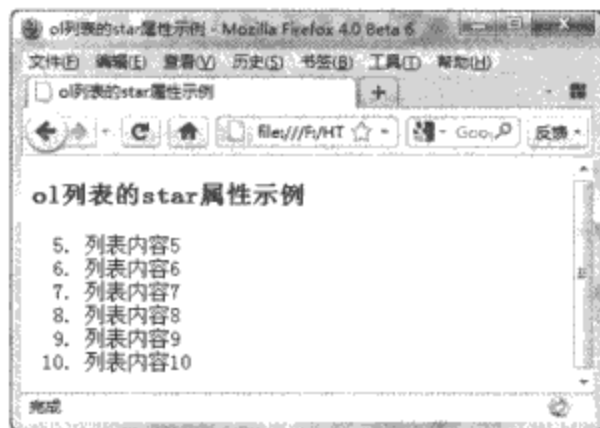 ol列表的star属性示例 - Mozilla Firefox 4.0 Beta 6
文件(F) 编辑(E) 查看(V) 历史(S) 书签(B) 工具(T) 帮助(H)
ol列表的star属性示例
file:///F:/HT Goo 反馈
ol列表的star属性示例
5. 列表内容5
6. 列表内容6
7. 列表内容7
8. 列表内容8
9. 列表内容9
10. 列表内容10
完成